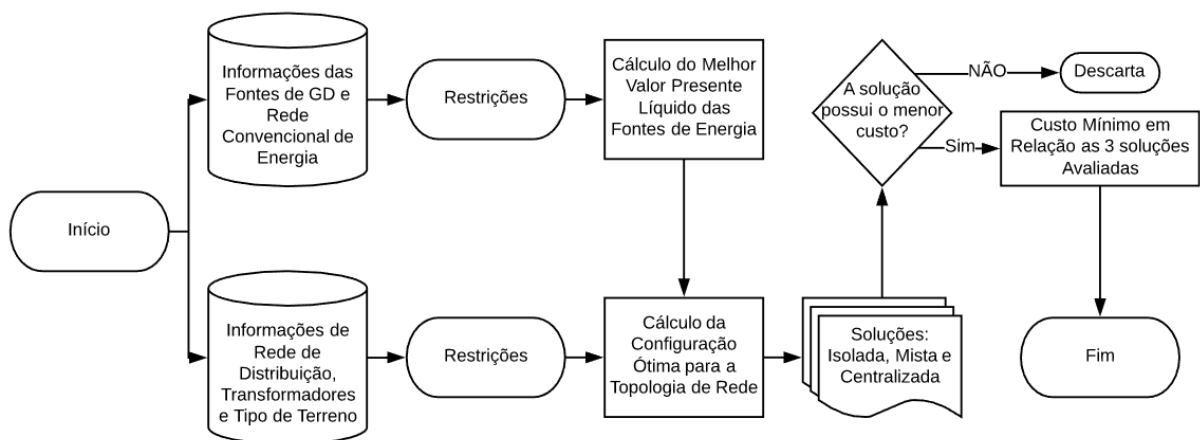 Início
Informações das
Fontes de GD e
Rede
Convencional de
Energia
Restrições
Cálculo do Melhor
Valor Presente
Líquido das
Fontes de Energia
Informações de
Rede de
Distribuição,
Transformadores
e Tipo de Terreno
Restrições
Cálculo da
Configuração
Ótima para a
Topologia de Rede
Soluções:
Isolada, Mista e
Centralizada
A solução
possui o menor
custo?
NÃO
Descarta
Sim
Custo Mínimo em
Relação as 3 soluções
Avaliadas
Fim